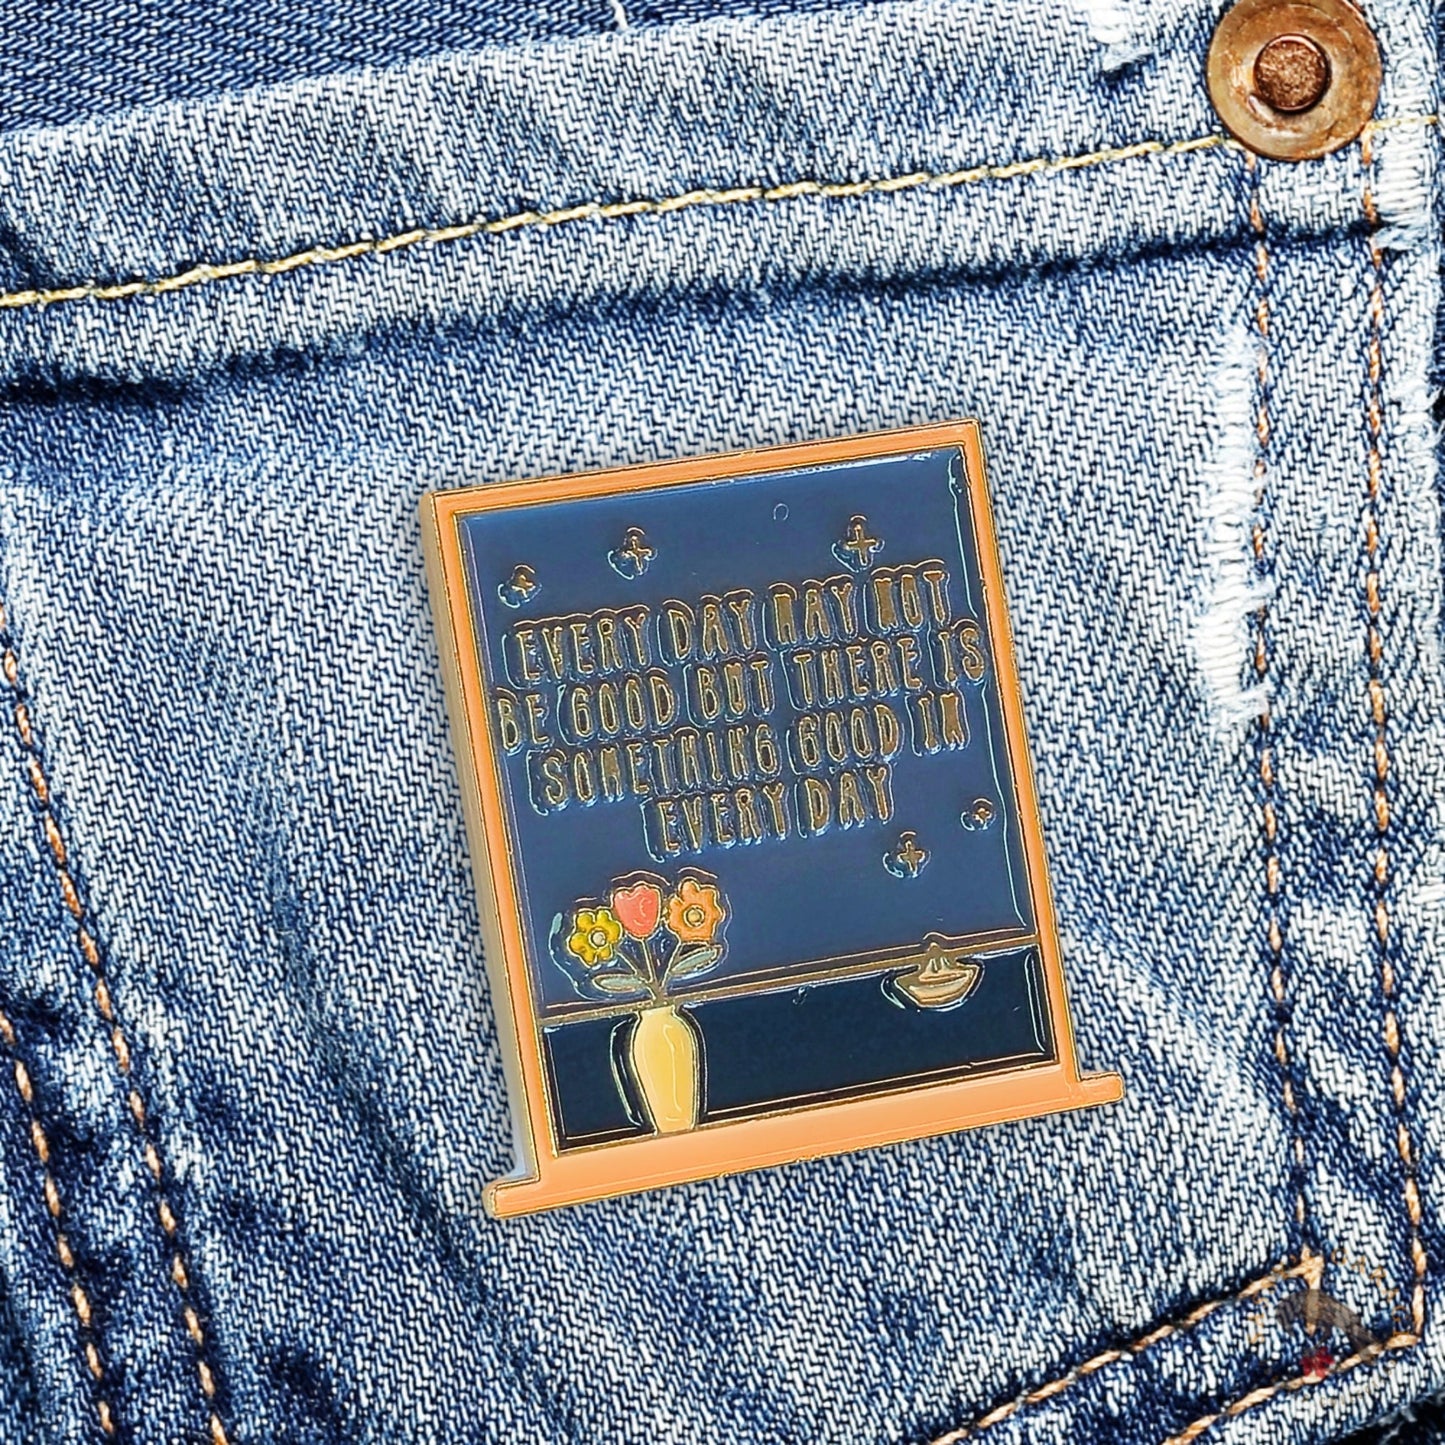 EVERY DAY MAY NOT
BE GOOD BUT THERE IS
SOMETHING GOOD IN
EVERY DAY